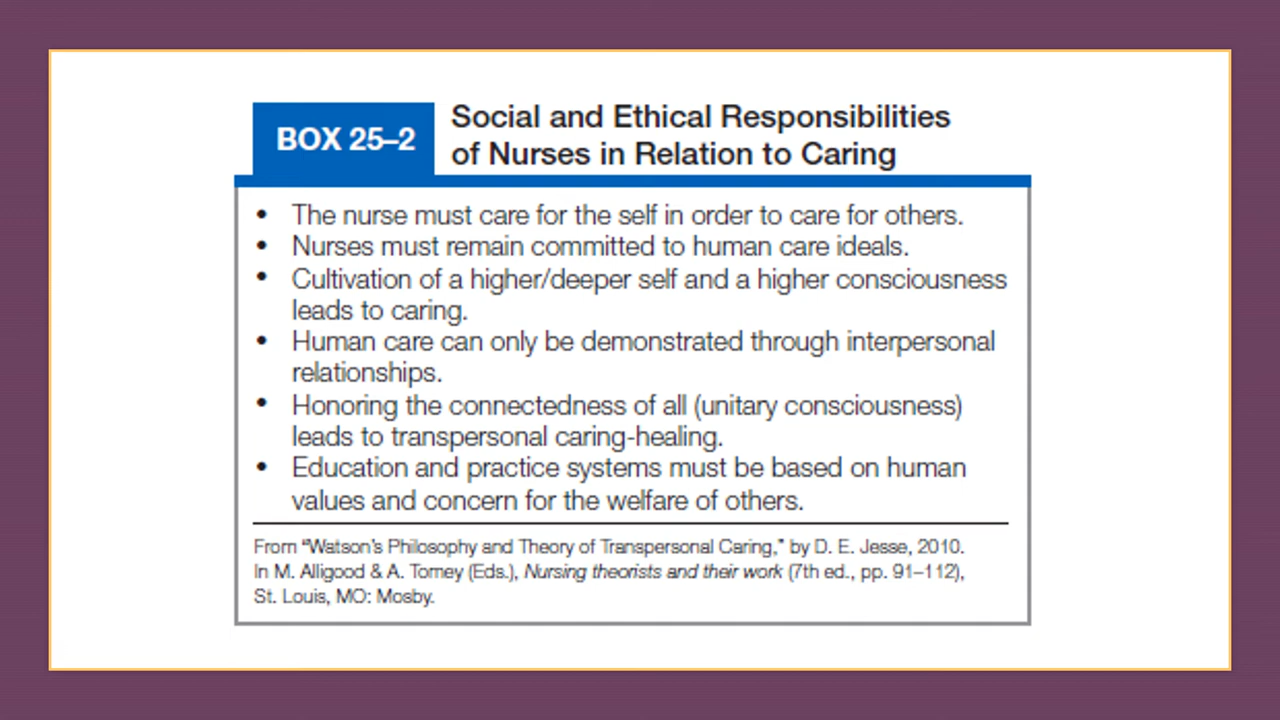 BOX 25–2
Social and Ethical Responsibilities
of Nurses in Relation to Caring
• The nurse must care for the self in order to care for others.
• Nurses must remain committed to human care ideals.
• Cultivation of a higher/deeper self and a higher consciousness
leads to caring.
• Human care can only be demonstrated through interpersonal
relationships.
• Honoring the connectedness of all (unitary consciousness)
leads to transpersonal caring-healing.
• Education and practice systems must be based on human
values and concern for the welfare of others.
From “Watson’s Philosophy and Theory of Transpersonal Caring,” by D. E. Jesse, 2010.
In M. Alligood & A. Tomey (Eds.), Nursing theorists and their work (7th ed., pp. 91–112),
St. Louis, MO: Mosby.